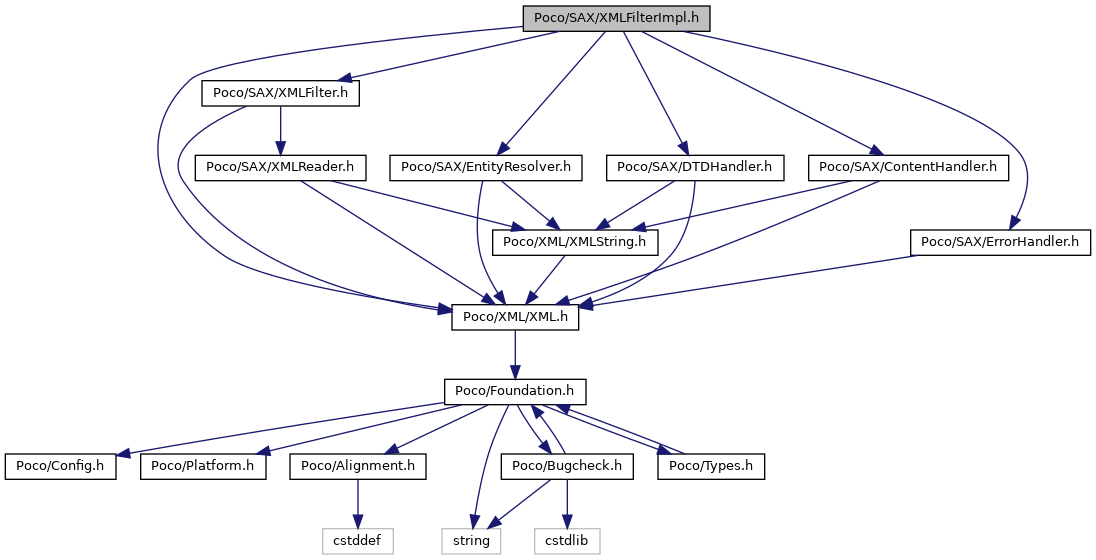 Poco/SAX/XMLFilterImpl.h
Poco/SAX/XMLFilter.h
Poco/SAX/XMLReader.h
Poco/SAX/EntityResolver.h
Poco/SAX/DTDHandler.h
Poco/SAX/ContentHandler.h
Poco/XML/XMLString.h
Poco/SAX/ErrorHandler.h
Poco/XML/XML.h
Poco/Foundation.h
Poco/Config.h
Poco/Platform.h
Poco/Alignment.h
Poco/Bugcheck.h
Poco/Types.h
cstddef
string
cstdlib